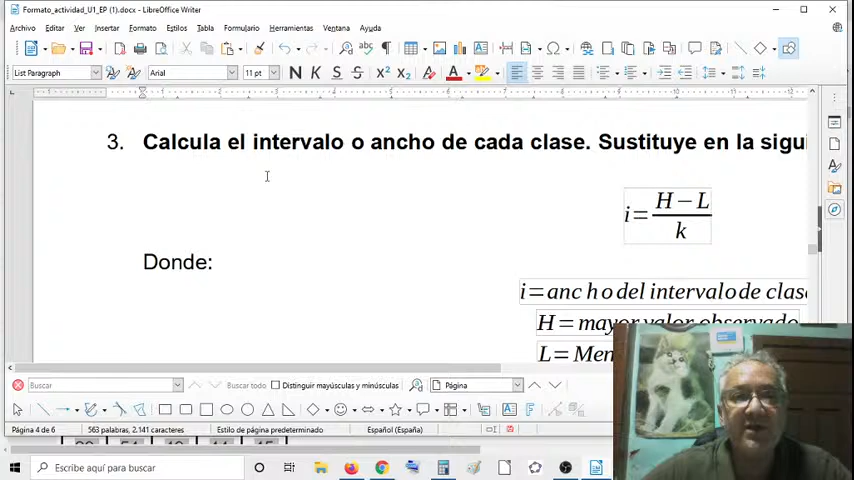 Formato_actividad_U1_EP (1).docx - LibreOffice Writer
Archivo Editar Ver Insertar Formato Estilos Tabla Formulario Herramientas Ventana Ayuda
List Paragraph Arial 11 pt N K S S X² X₂
3. Calcula el intervalo o ancho de cada clase. Sustituye en la sigui
i=
H−L
k
Donde:
i=anc h o del intervalo de clase
H=mayor valor observado
L=Men
Buscar Buscar todo Distinguir mayúsculas y minúsculas Página
Página 4 de 6 563 palabras, 2.141 caracteres Estilo de página predeterminado Español (España)
Escribe aquí para buscar